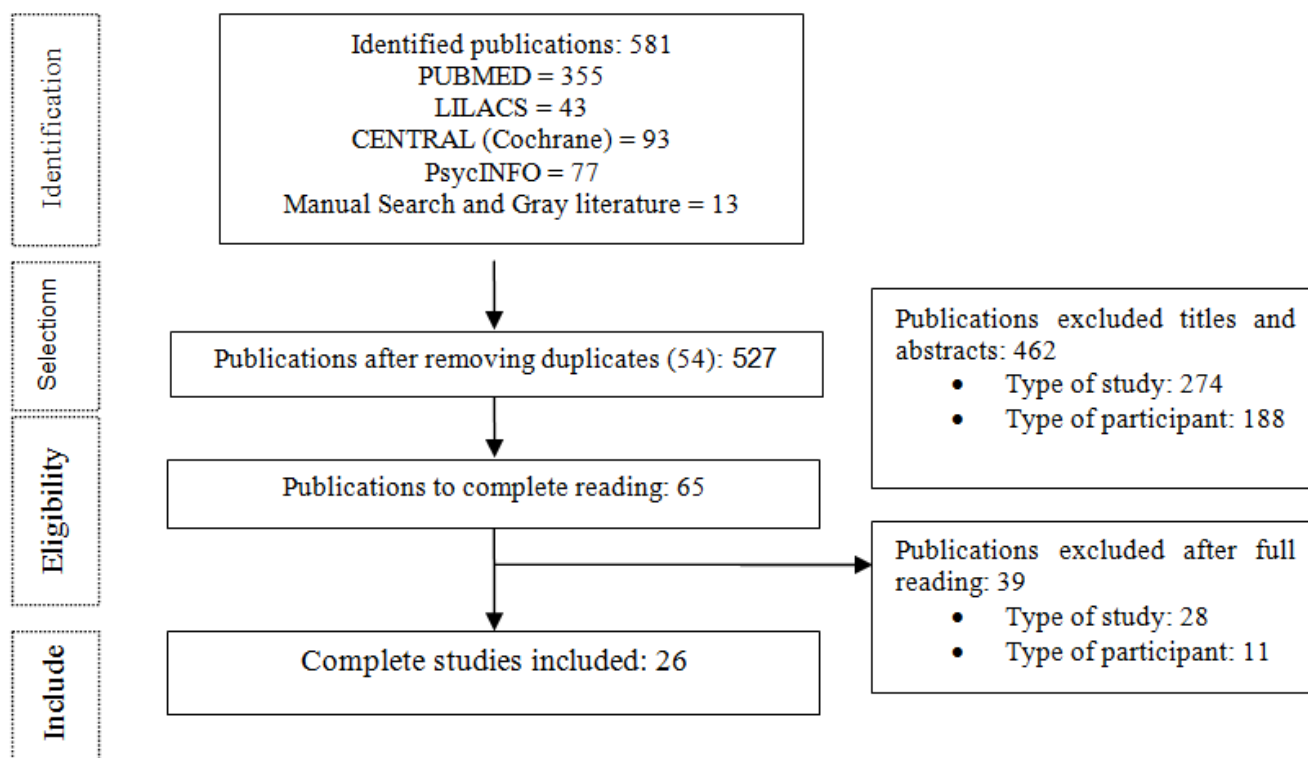 Identification
Identified publications: 581
PUBMED = 355
LILACS = 43
CENTRAL (Cochrane) = 93
PsycINFO = 77
Manual Search and Gray literature = 13
Selectionn
Publications after removing duplicates (54): 527
Publications excluded titles and
abstracts: 462
• Type of study: 274
• Type of participant: 188
Eligibility
Publications to complete reading: 65
Publications excluded after full
reading: 39
• Type of study: 28
• Type of participant: 11
Include
Complete studies included: 26